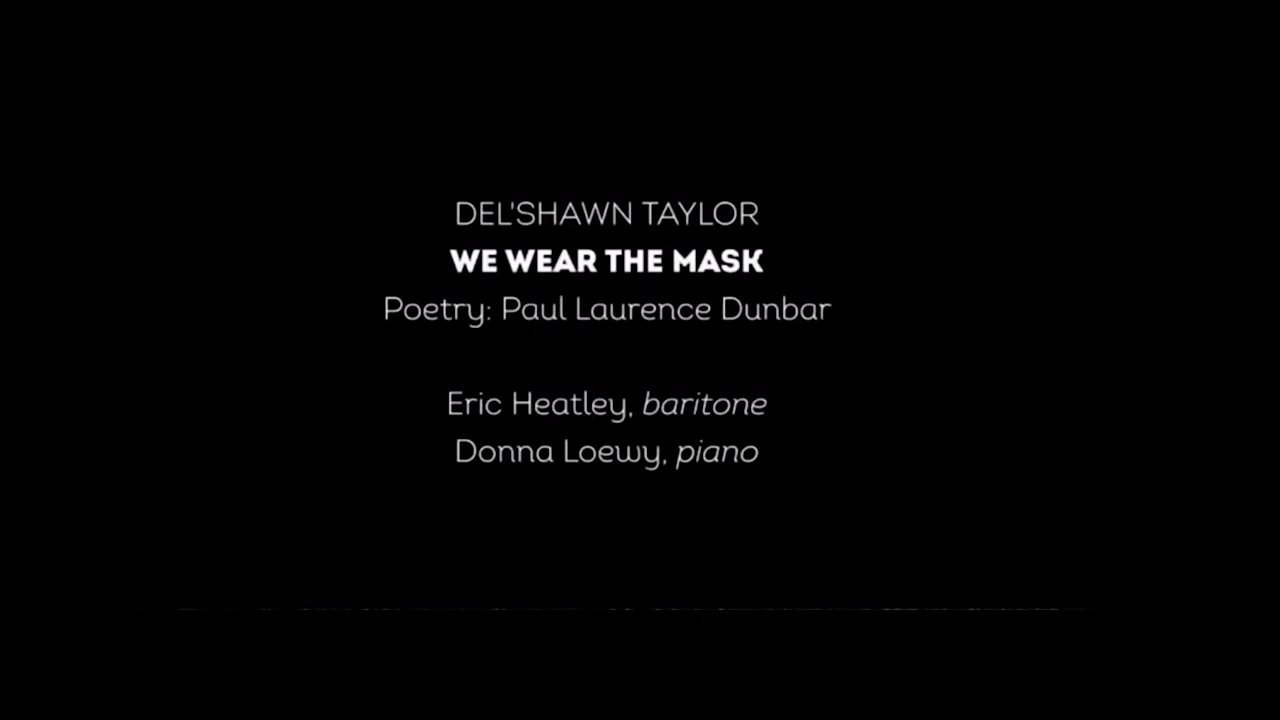 DEL'SHAWN TAYLOR
WE WEAR THE MASK
Poetry: Paul Laurence Dunbar
Eric Heatley, baritone
Donna Loewy, piano